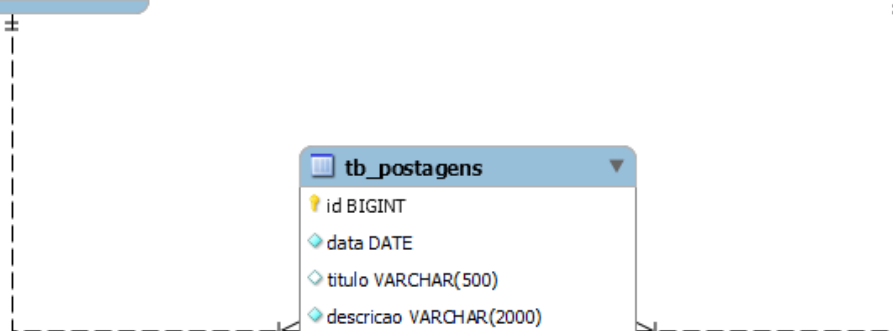 tb_postagens
id BIGINT
data DATE
titulo VARCHAR(500)
descricao VARCHAR(2000)